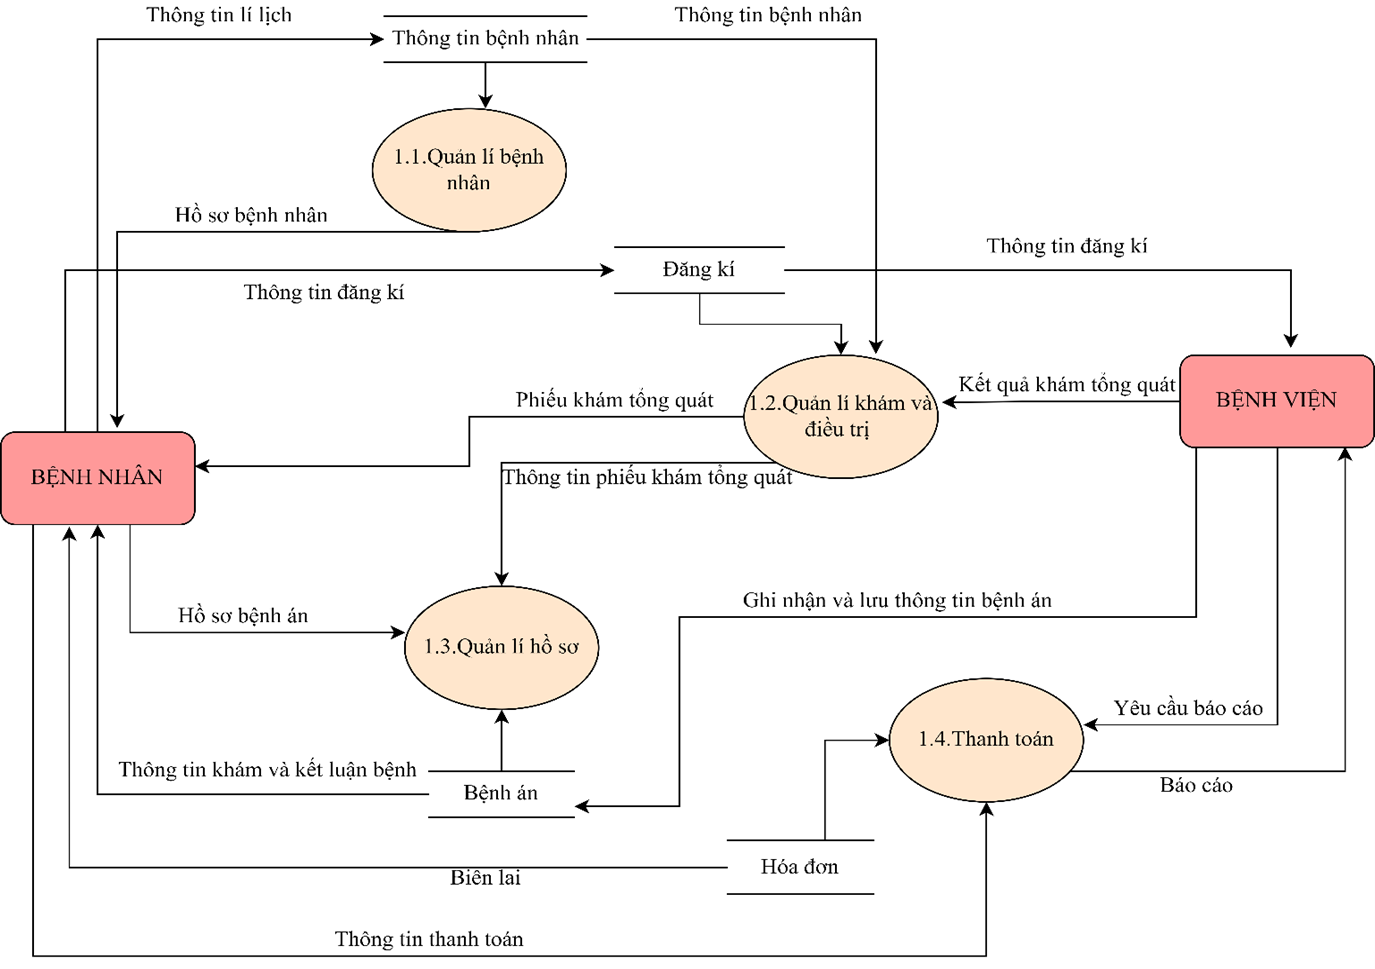 Thông tin lí lịch
Thông tin bệnh nhân
Thông tin bệnh nhân
1.1.Quản lí bệnh
nhân
Hồ sơ bệnh nhân
Thông tin đăng kí
Đăng kí
Thông tin đăng kí
Phiếu khám tổng quát
1.2.Quản lí khám và
điều trị
Kết quả khám tổng quát
BỆNH VIỆN
BỆNH NHÂN
Thông tin phiếu khám tổng quát
Hồ sơ bệnh án
1.3.Quản lí hồ sơ
Ghi nhận và lưu thông tin bệnh án
Yêu cầu báo cáo
1.4.Thanh toán
Báo cáo
Thông tin khám và kết luận bệnh
Bệnh án
Hóa đơn
Biên lai
Thông tin thanh toán